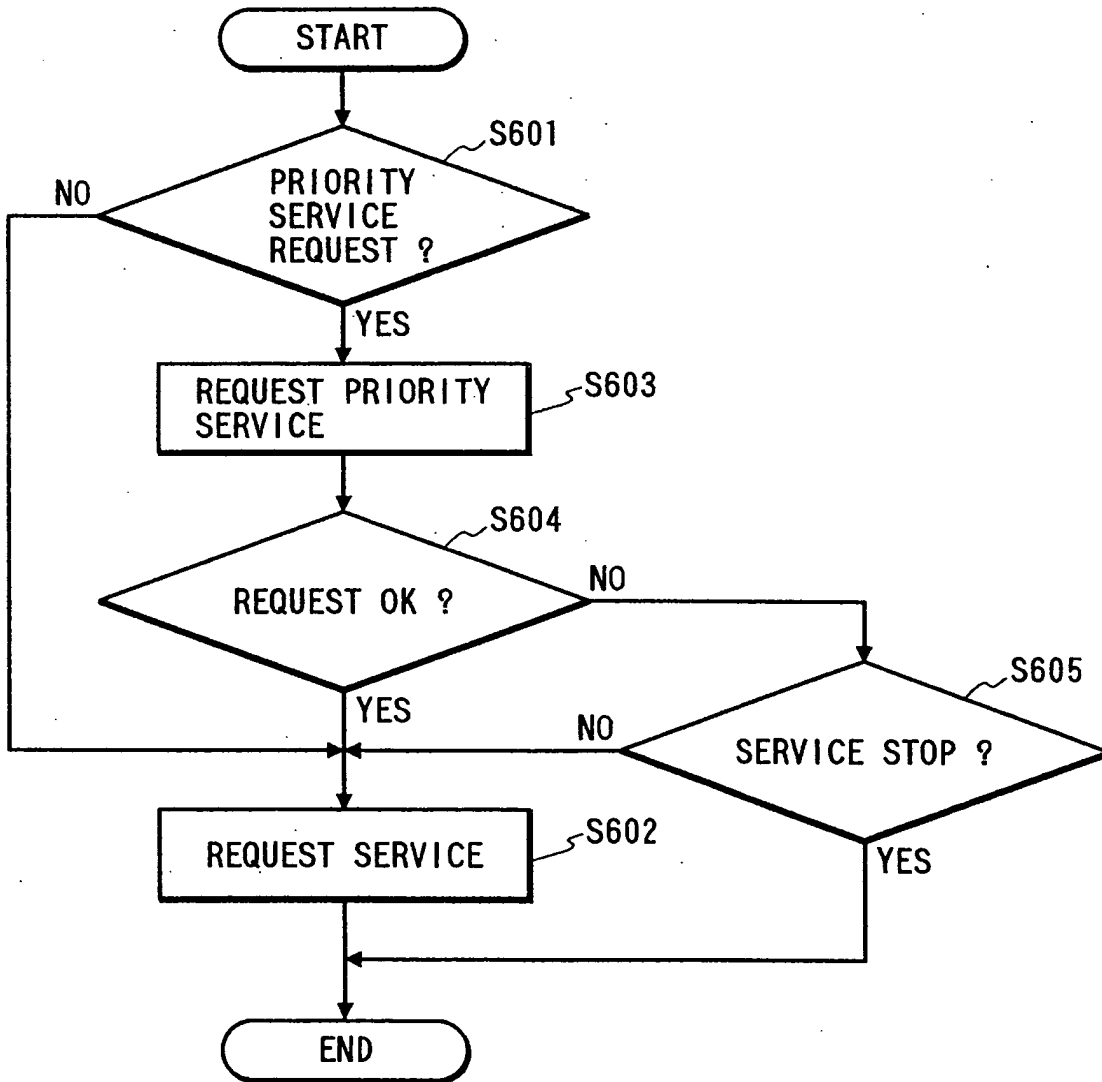 START
S601
NO
PRIORITY
SERVICE
REQUEST ?
YES
REQUEST PRIORITY
SERVICE
S603
S604
REQUEST OK ?
NO
YES
S605
NO
SERVICE STOP ?
S602
REQUEST SERVICE
YES
END